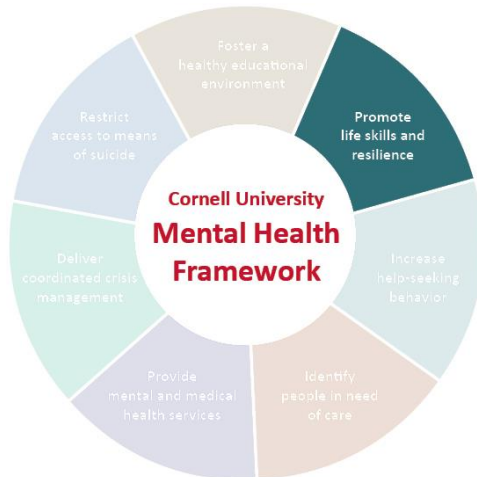 Foster a
healthy educational
environment
Promote
life skills and
resilience
Increase
help-seeking
behavior
Identify
people in need
of care
Provide
mental and medical
health services
Deliver
coordinated crisis
management
Restrict
access to means
of suicide
Cornell University
Mental Health
Framework